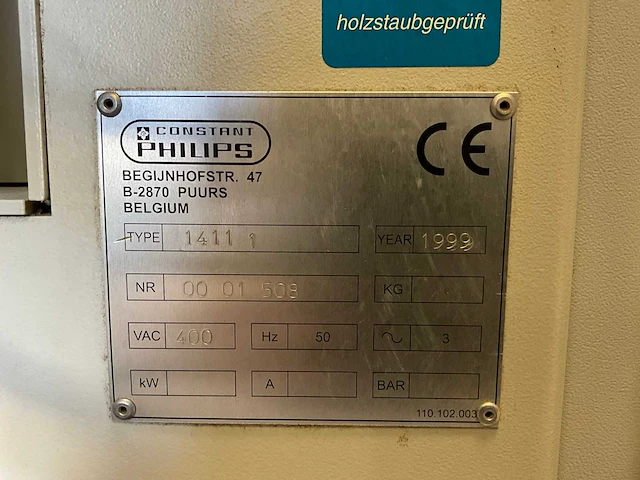 holzstaubgeprüft
CONSTANT
PHILIPS
CE
BEGIJNHOFSTR. 47
B-2870 PUURS
BELGIUM
TYPE 1411 1 YEAR 1999
NR 00 01 508 KG
VAC 400 Hz 50 3
kW A BAR
110.102.003